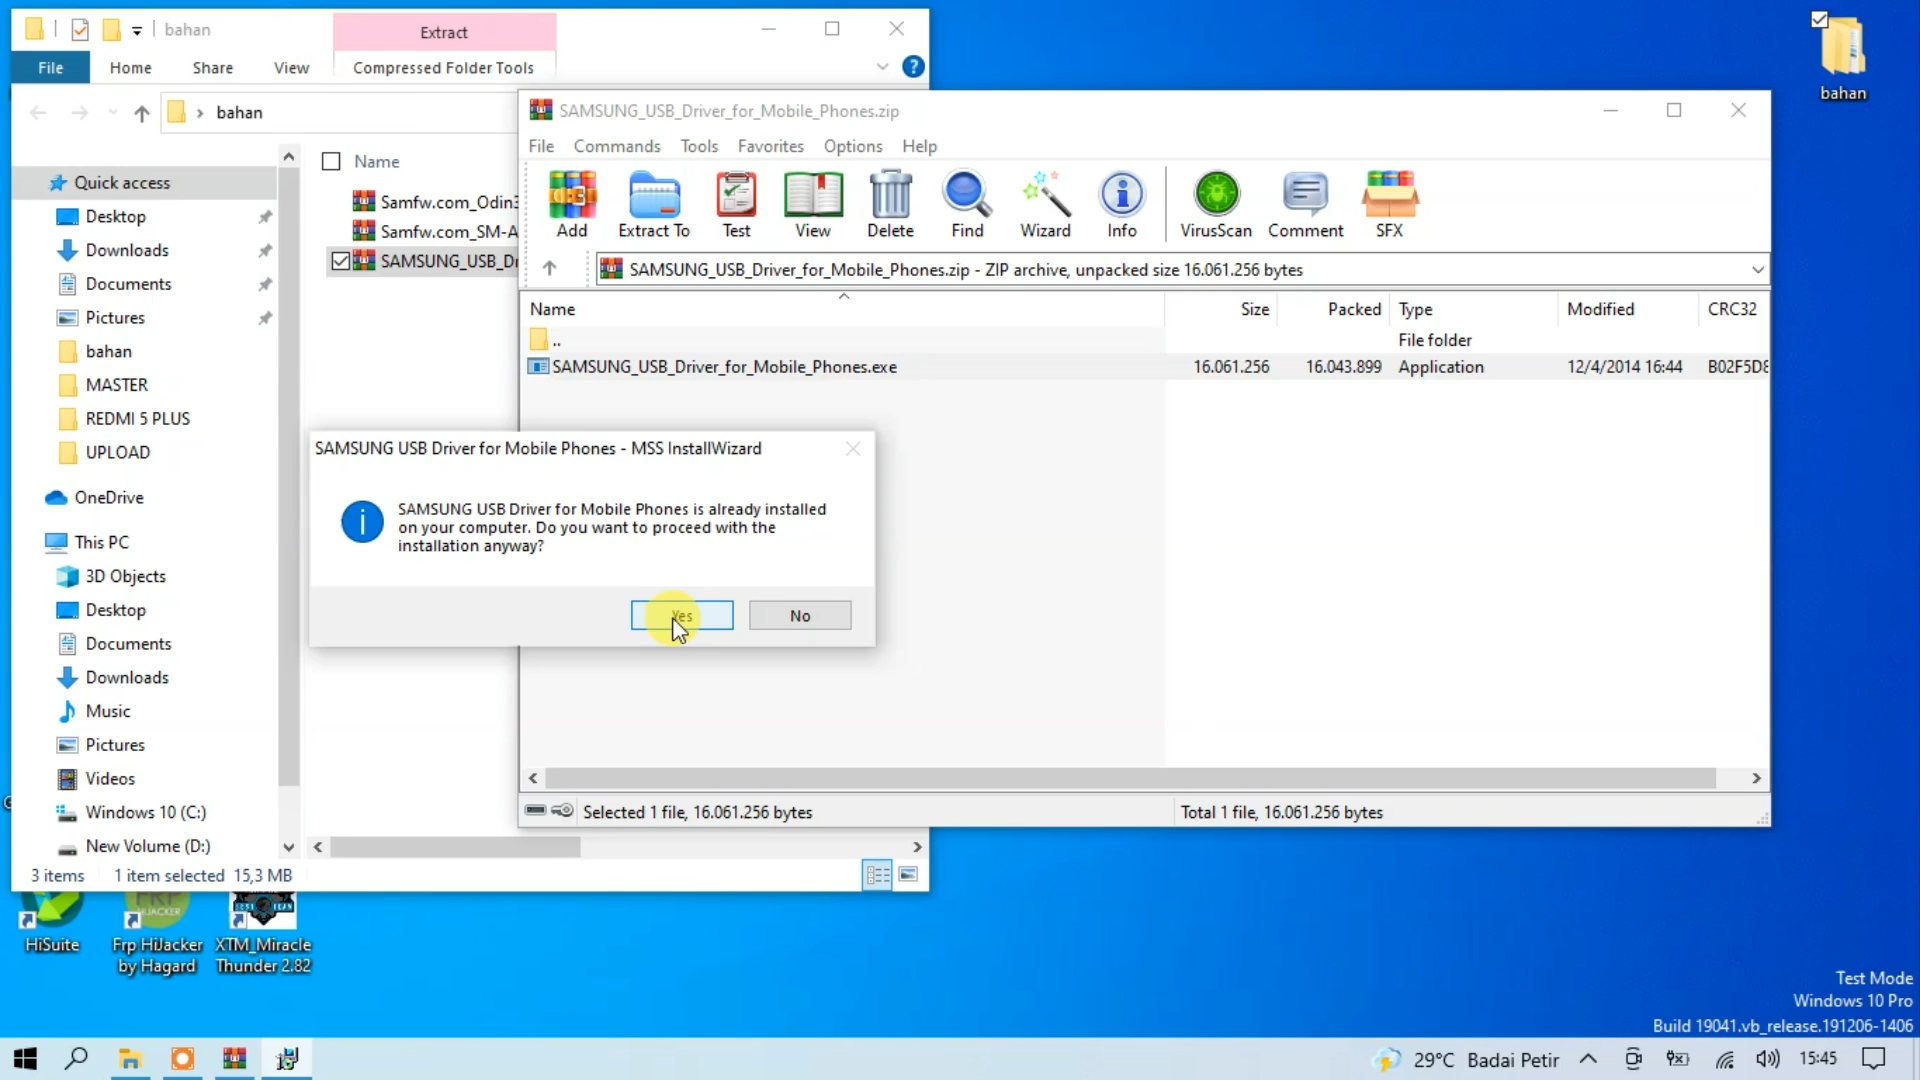 bahan
Extract
File
Home
Share
View
Compressed Folder Tools
bahan
Quick access
Desktop
Downloads
Documents
Pictures
bahan
MASTER
REDMI 5 PLUS
UPLOAD
OneDrive
This PC
3D Objects
Desktop
Documents
Downloads
Music
Pictures
Videos
Windows 10 (C:)
New Volume (D:)
Name
Samfw.com_Odin3
Samfw.com_SM-A
SAMSUNG_USB_Dr
3 items
1 item selected 15,3 MB
SAMSUNG_USB_Driver_for_Mobile_Phones.zip
File
Commands
Tools
Favorites
Options
Help
Add
Extract To
Test
View
Delete
Find
Wizard
Info
VirusScan
Comment
SFX
SAMSUNG_USB_Driver_for_Mobile_Phones.zip - ZIP archive, unpacked size 16.061.256 bytes
Name Size Packed Type Modified CRC32
.. File folder
SAMSUNG_USB_Driver_for_Mobile_Phones.exe 16.061.256 16.043.899 Application 12/4/2014 16:44 B02F5D8
Selected 1 file, 16.061.256 bytes
Total 1 file, 16.061.256 bytes
SAMSUNG USB Driver for Mobile Phones - MSS InstallWizard
SAMSUNG USB Driver for Mobile Phones is already installed
on your computer. Do you want to proceed with the
installation anyway?
Yes
No
bahan
HiSuite
FRP
HIJACKER
Frp HiJacker
by Hagard
XTM_Miracle
Thunder 2.82
Test Mode
Windows 10 Pro
Build 19041.vb_release.191206-1406
29°C Badai Petir
15:45